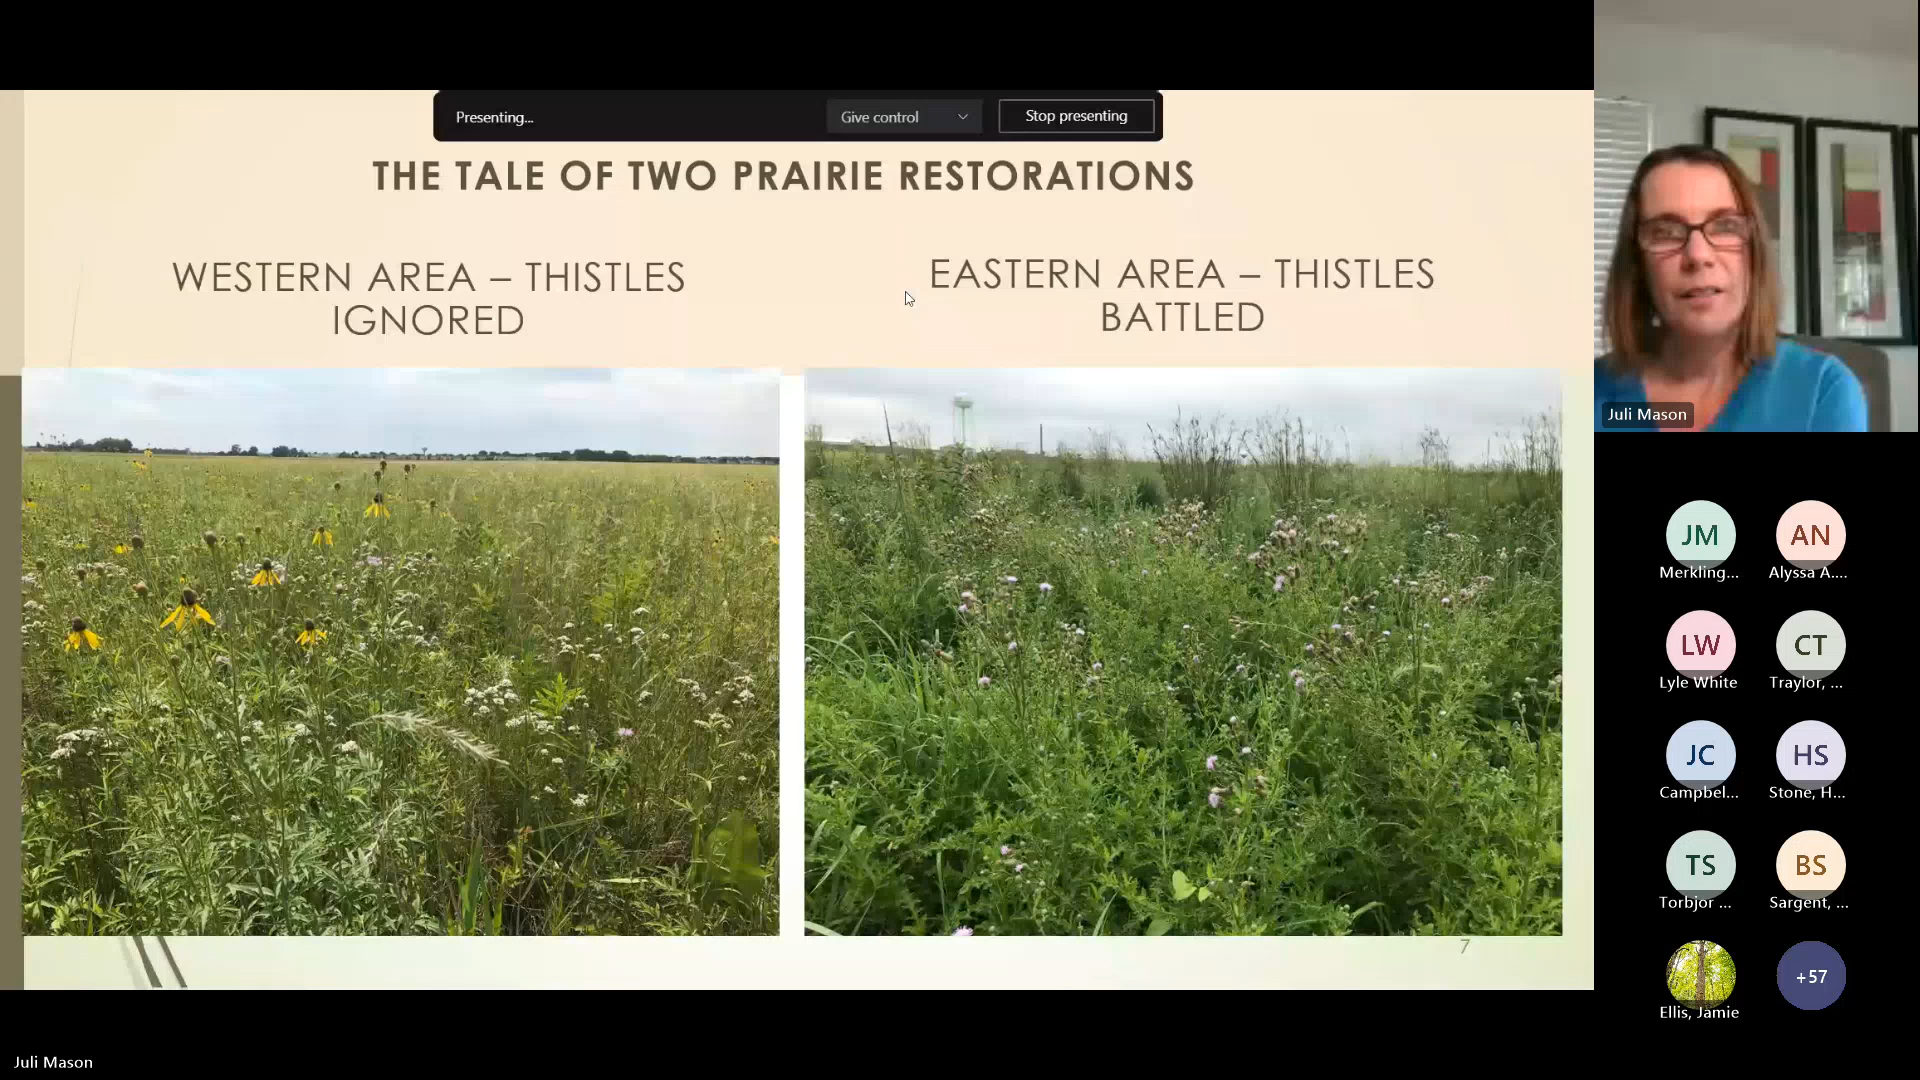 Presenting...
Give control
Stop presenting
THE TALE OF TWO PRAIRIE RESTORATIONS
WESTERN AREA – THISTLES
IGNORED
EASTERN AREA – THISTLES
BATTLED
7
Juli Mason
JM
Merkling...
AN
Alyssa A....
LW
Lyle White
CT
Traylor, ...
JC
Campbel...
HS
Stone, H...
TS
Torbjor ...
BS
Sargent, ...
Ellis, Jamie
+57
Juli Mason